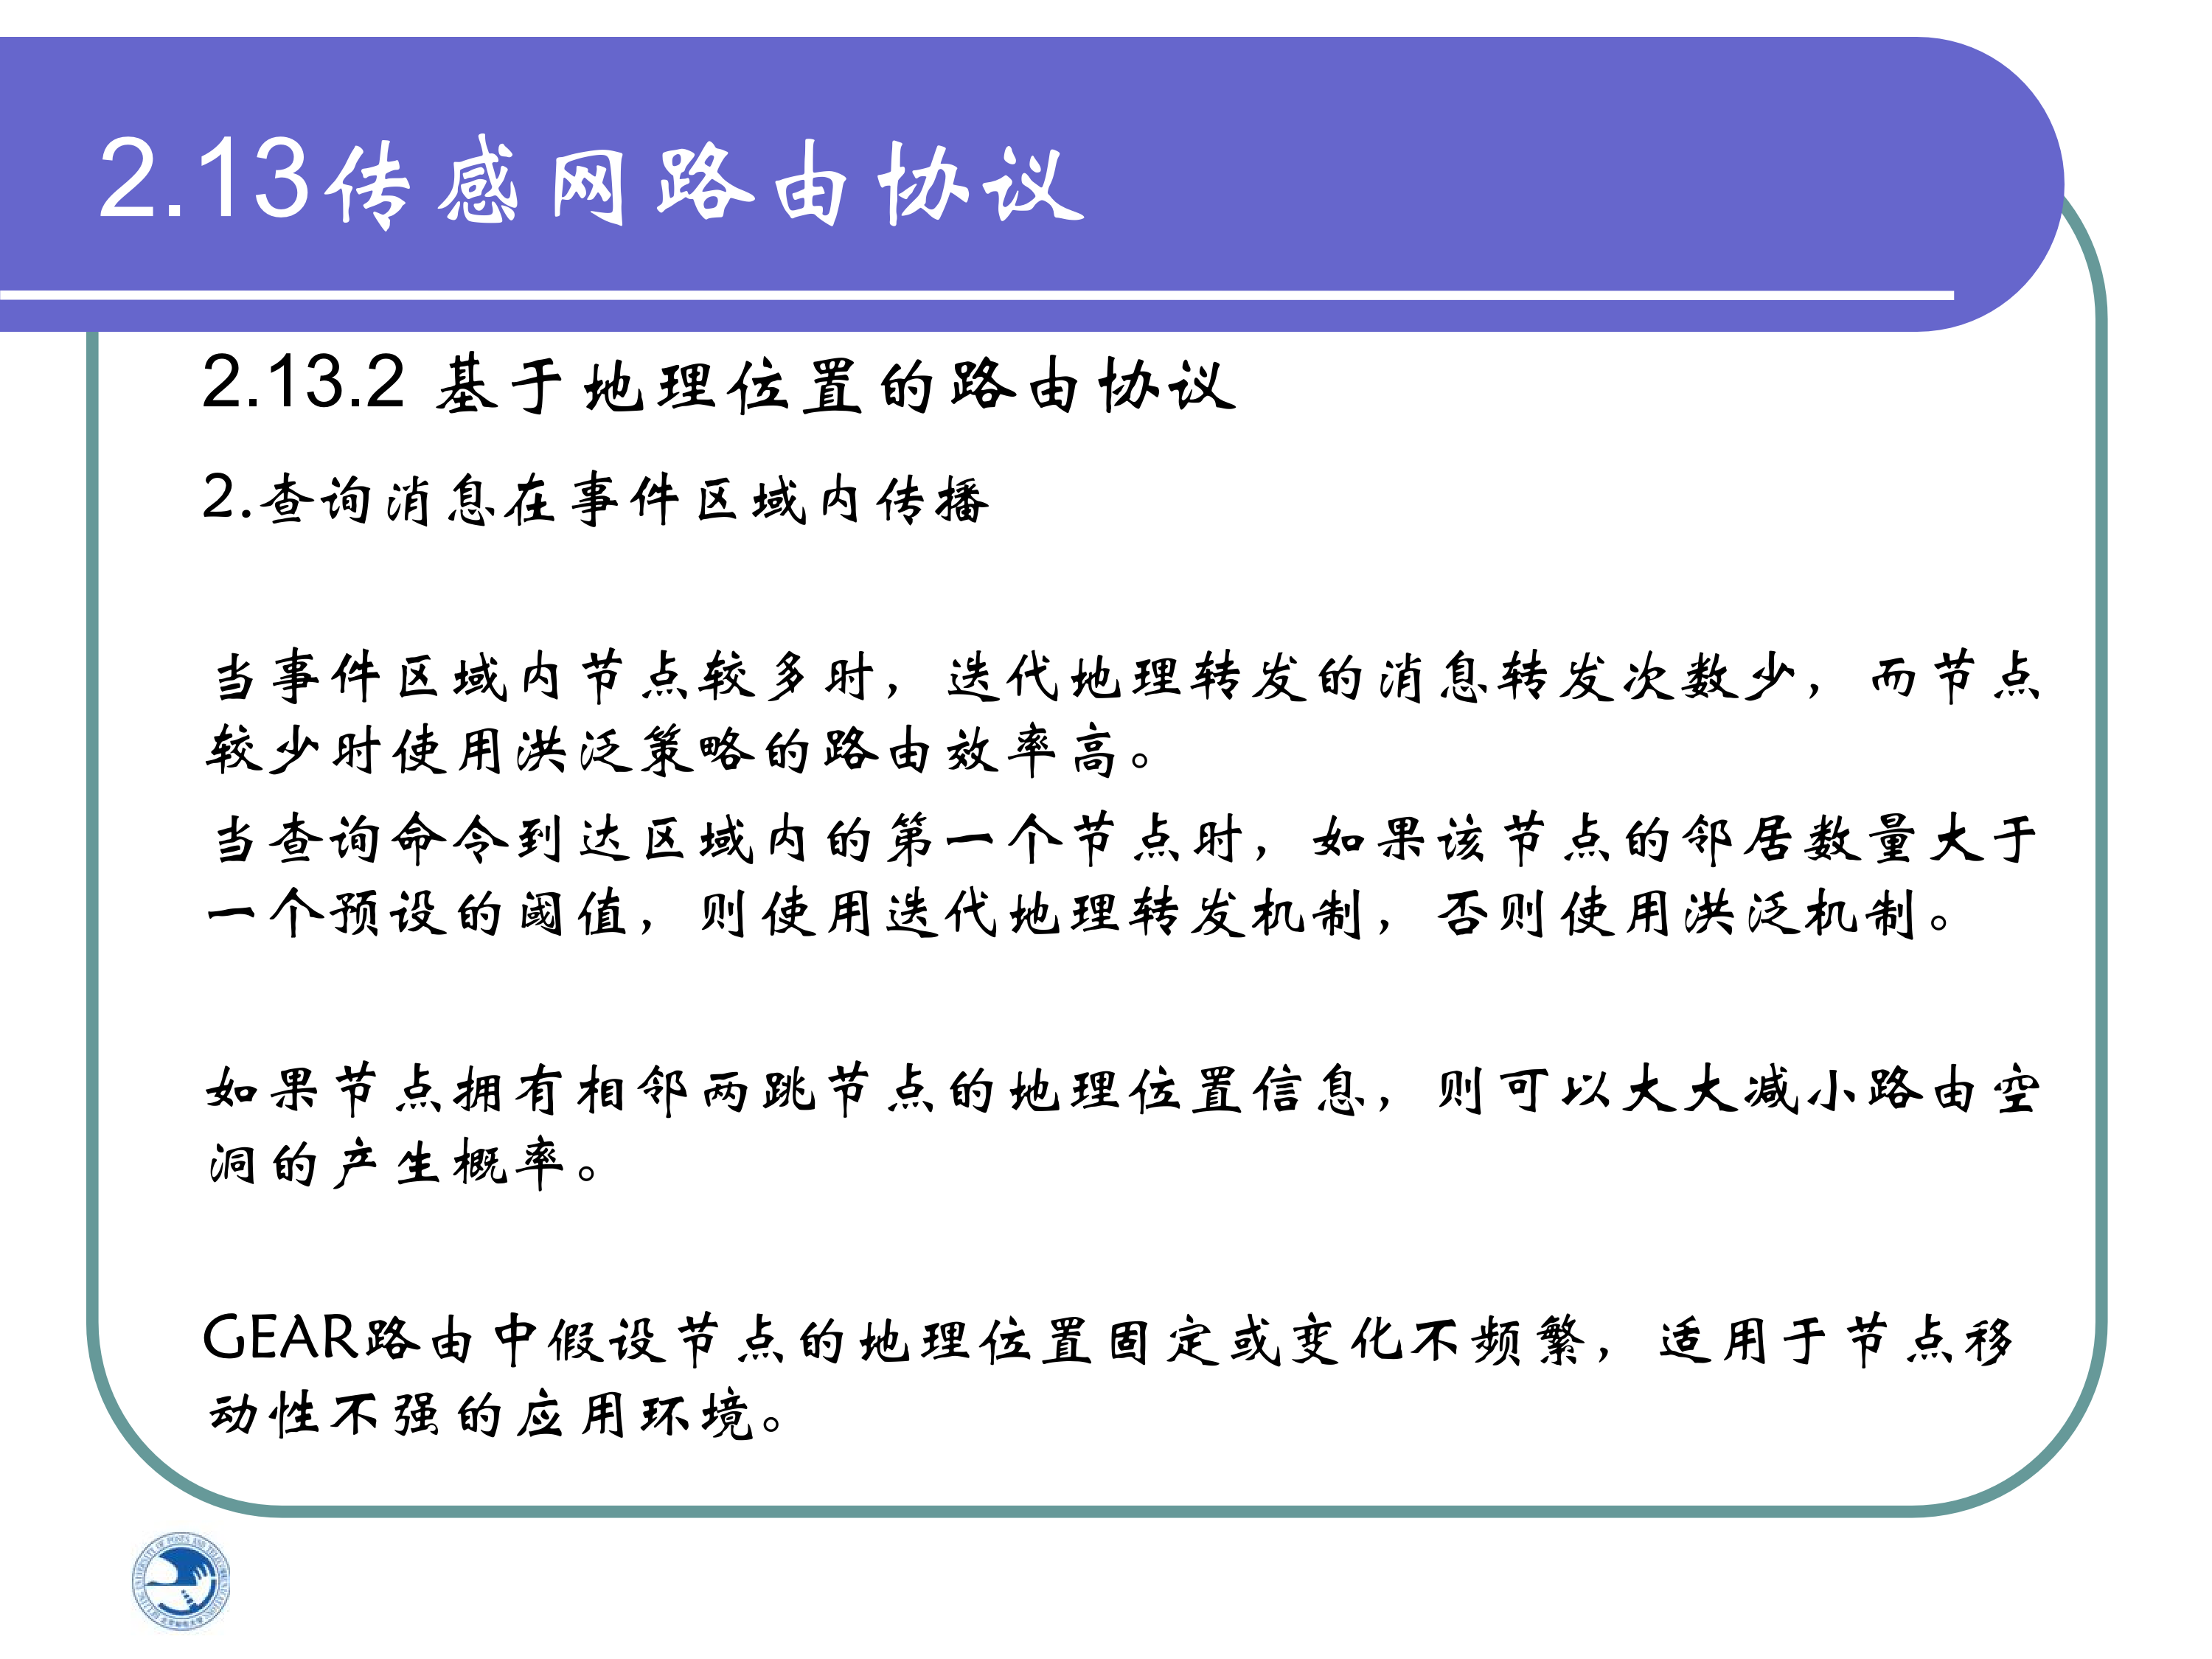 2.13传感网路由协议
2.13.2 基于地理位置的路由协议
2.查询消息在事件区域内传播
当事件区域内节点较多时，迭代地理转发的消息转发次数少，而节点
较少时使用洪泛策略的路由效率高。
当查询命令到达区域内的第一个节点时，如果该节点的邻居数量大于
一个预设的阈值，则使用迭代地理转发机制，否则使用洪泛机制。
如果节点拥有相邻两跳节点的地理位置信息，则可以大大减小路由空
洞的产生概率。
GEAR路由中假设节点的地理位置固定或变化不频繁，适用于节点移
动性不强的应用环境。